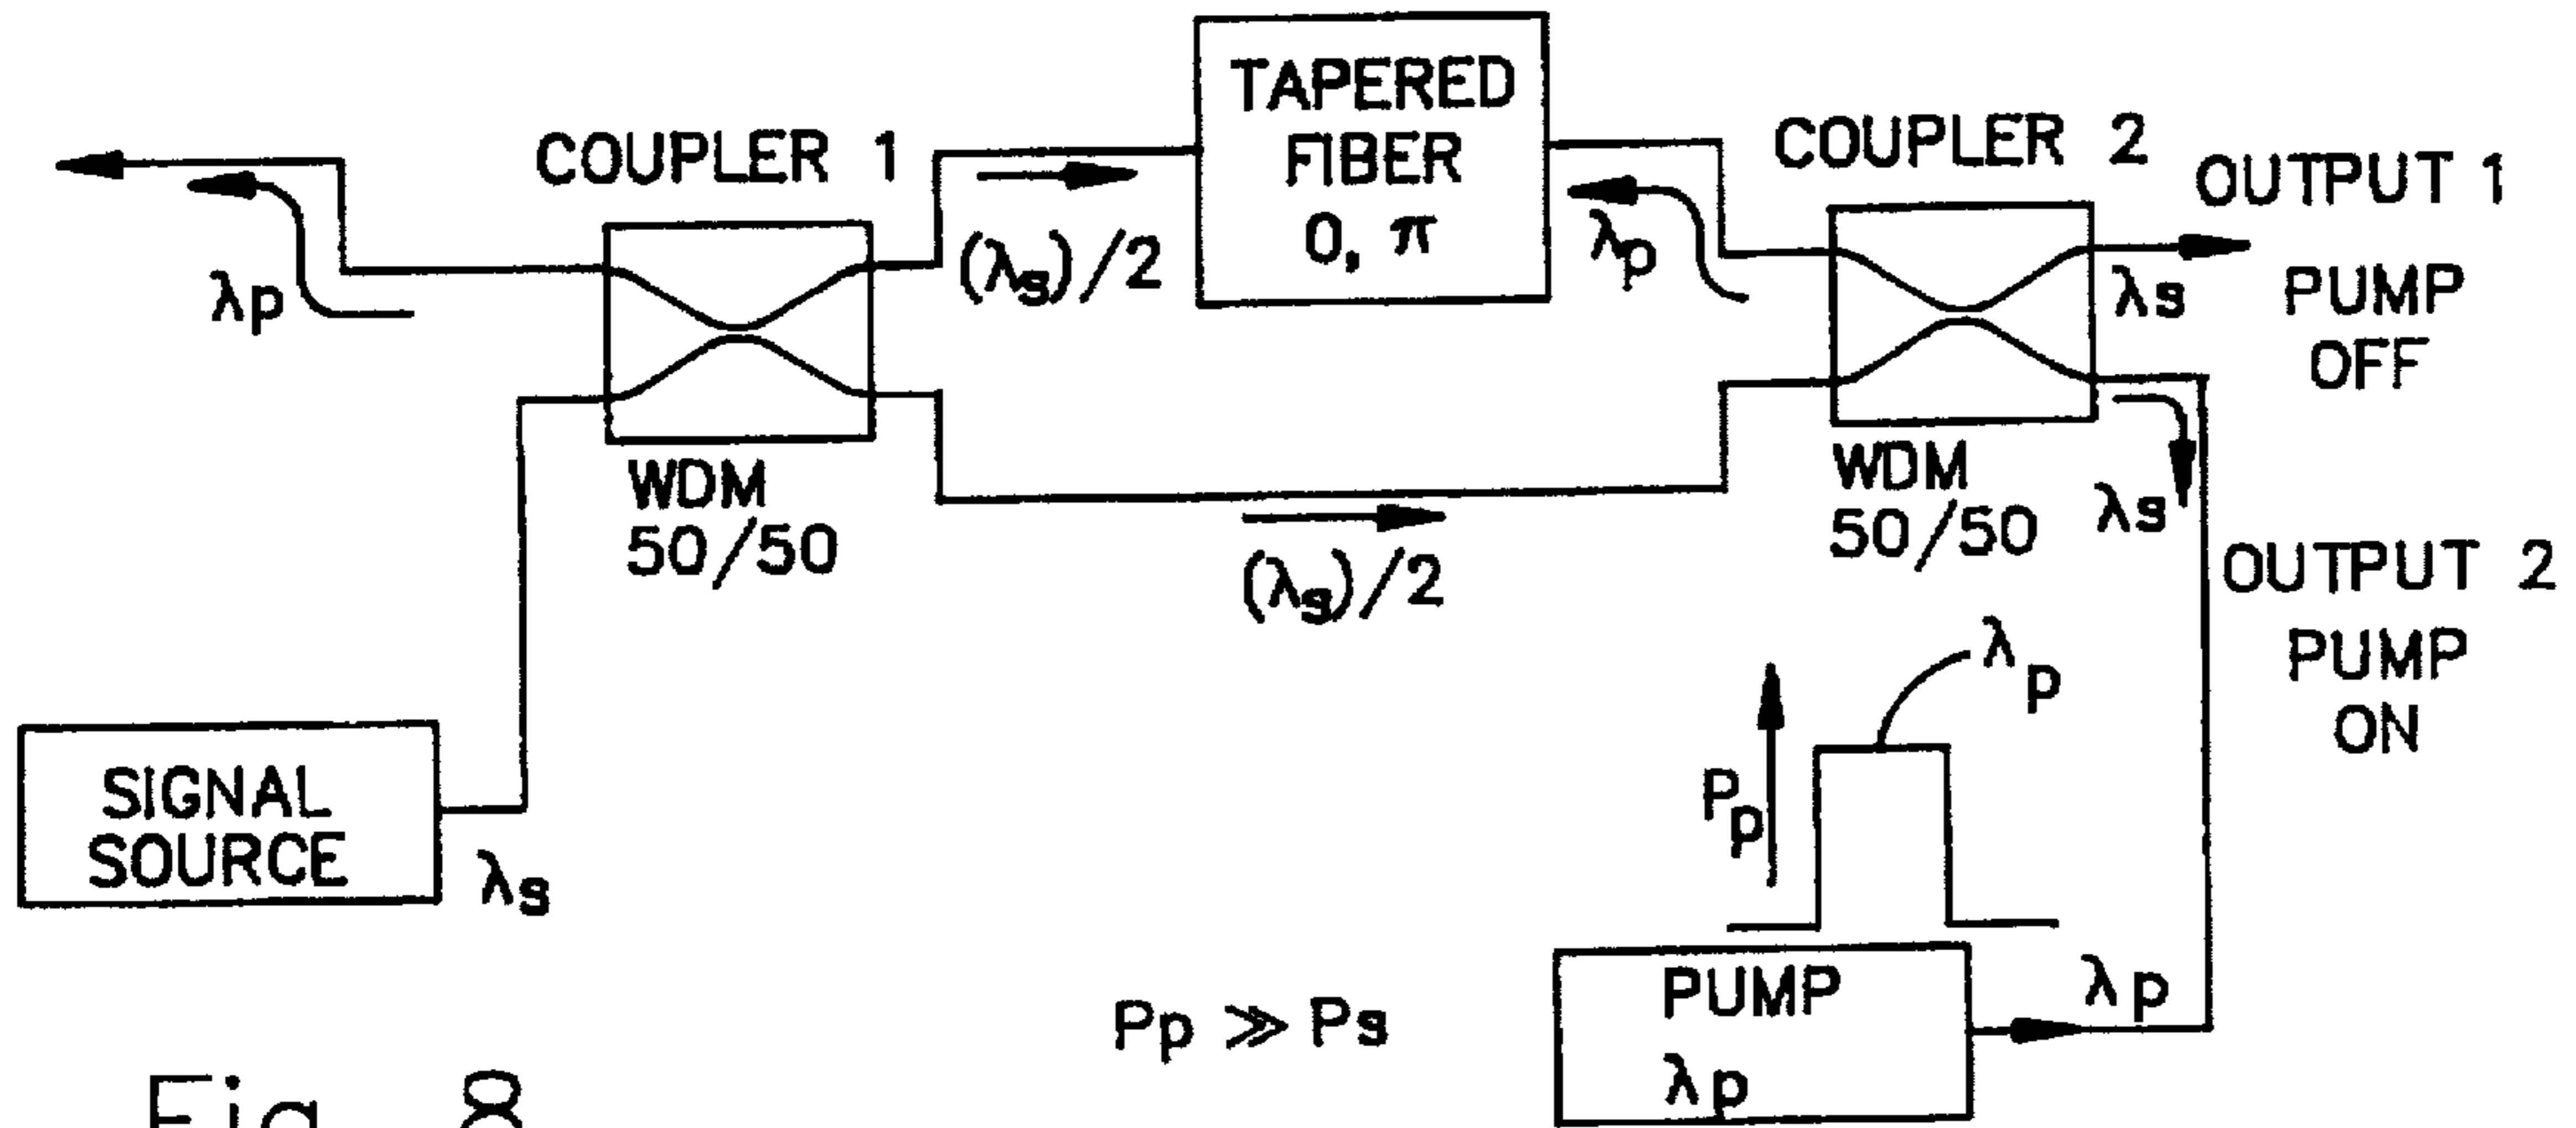 TAPERED
FIBER
0, π
COUPLER 1
COUPLER 2
OUTPUT 1
λp
(λs)/2
λp
λs
PUMP
OFF
WDM
50/50
WDM
50/50
λs
(λs)/2
OUTPUT 2
PUMP
ON
λp
Pp
SIGNAL
SOURCE
λs
Pp ≫ Ps
PUMP
λp
λp
Fig 8